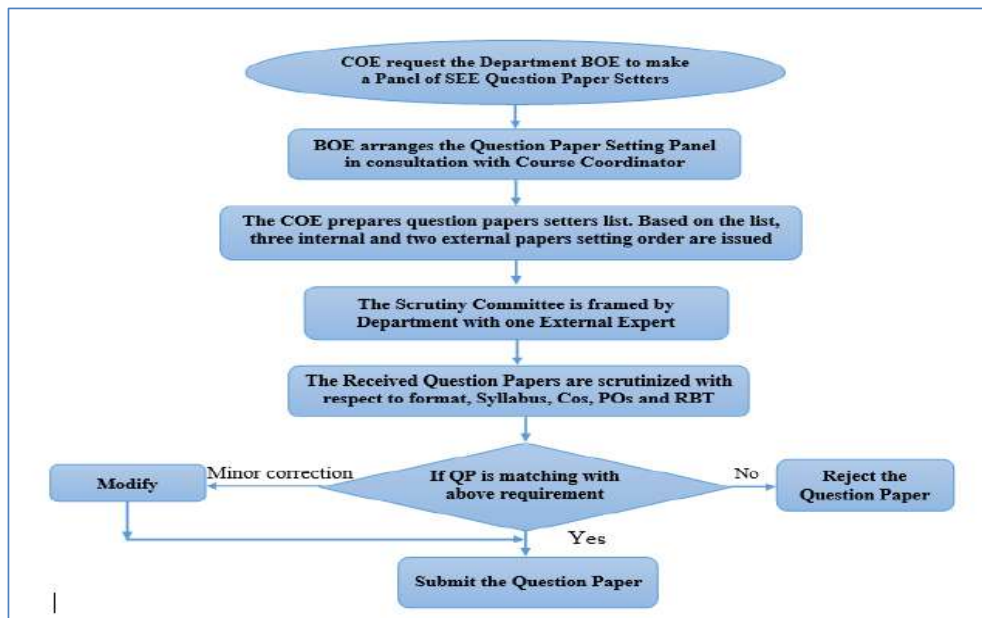 COE request the Department BOE to make
a Panel of SEE Question Paper Setters
BOE arranges the Question Paper Setting Panel
in consultation with Course Coordinator
The COE prepares question papers setters list. Based on the list,
three internal and two external papers setting order are issued
The Scrutiny Committee is framed by
Department with one External Expert
The Received Question Papers are scrutinized with
respect to format, Syllabus, Cos, POs and RBT
If QP is matching with
above requirement
Minor correction
Modify
No
Reject the
Question Paper
Yes
Submit the Question Paper